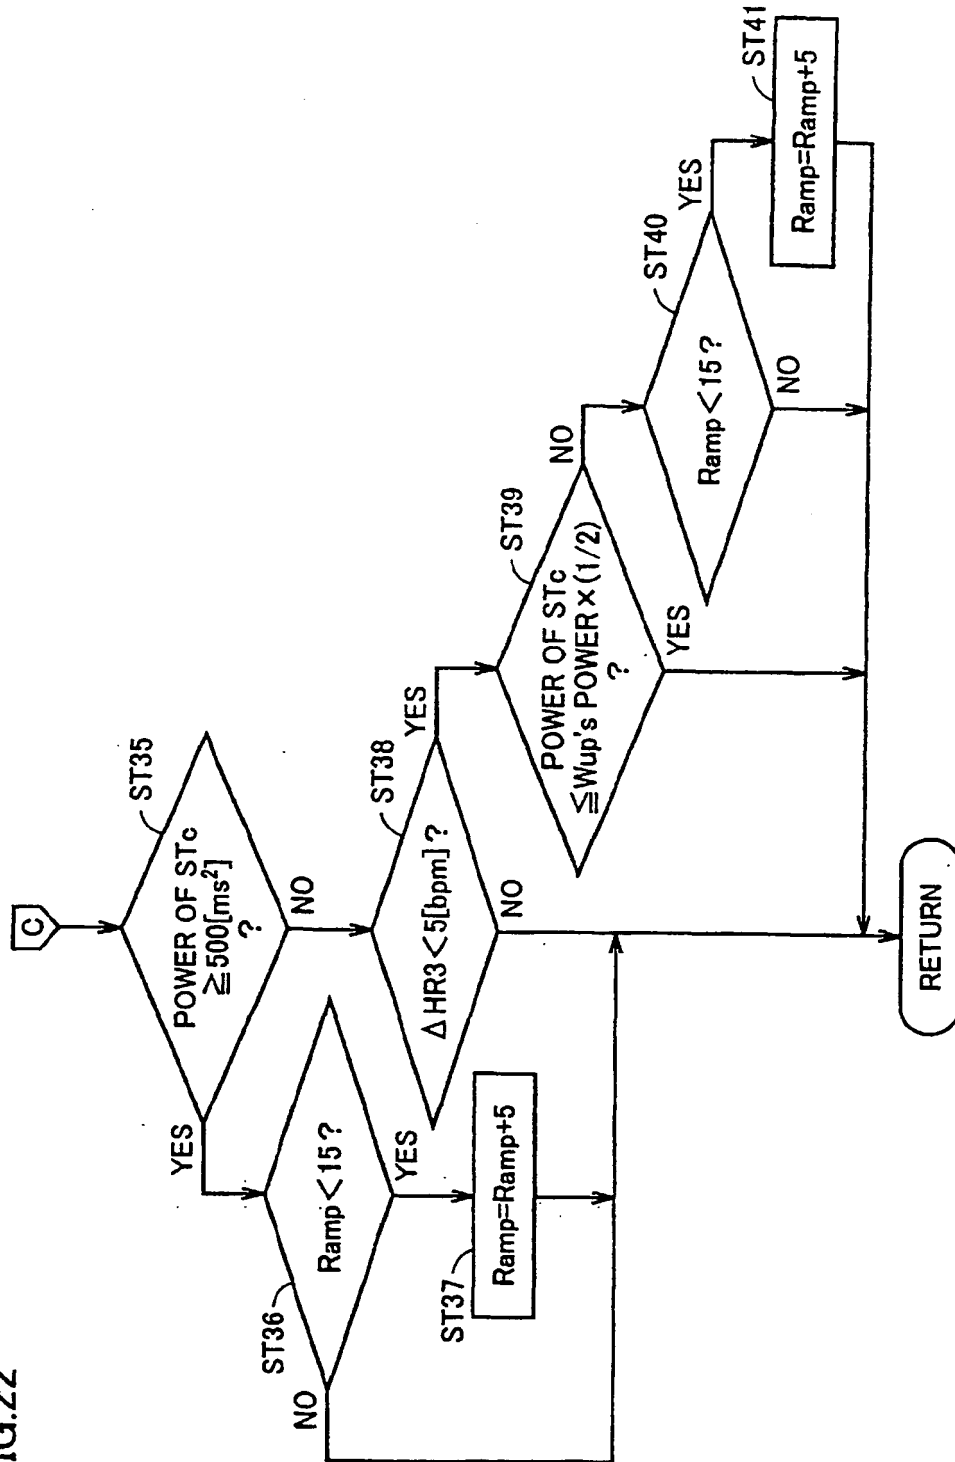 IG.22
C
POWER OF STc
≧500[ms²]
?
ST35
YES
NO
Ramp<15?
ST36
NO
YES
Ramp=Ramp+5
ST37
ΔHR3<5[bpm]?
ST38
YES
NO
POWER OF STc
≦Wup's POWER×(1/2)
?
ST39
NO
YES
Ramp<15?
ST40
YES
NO
Ramp=Ramp+5
ST41
RETURN